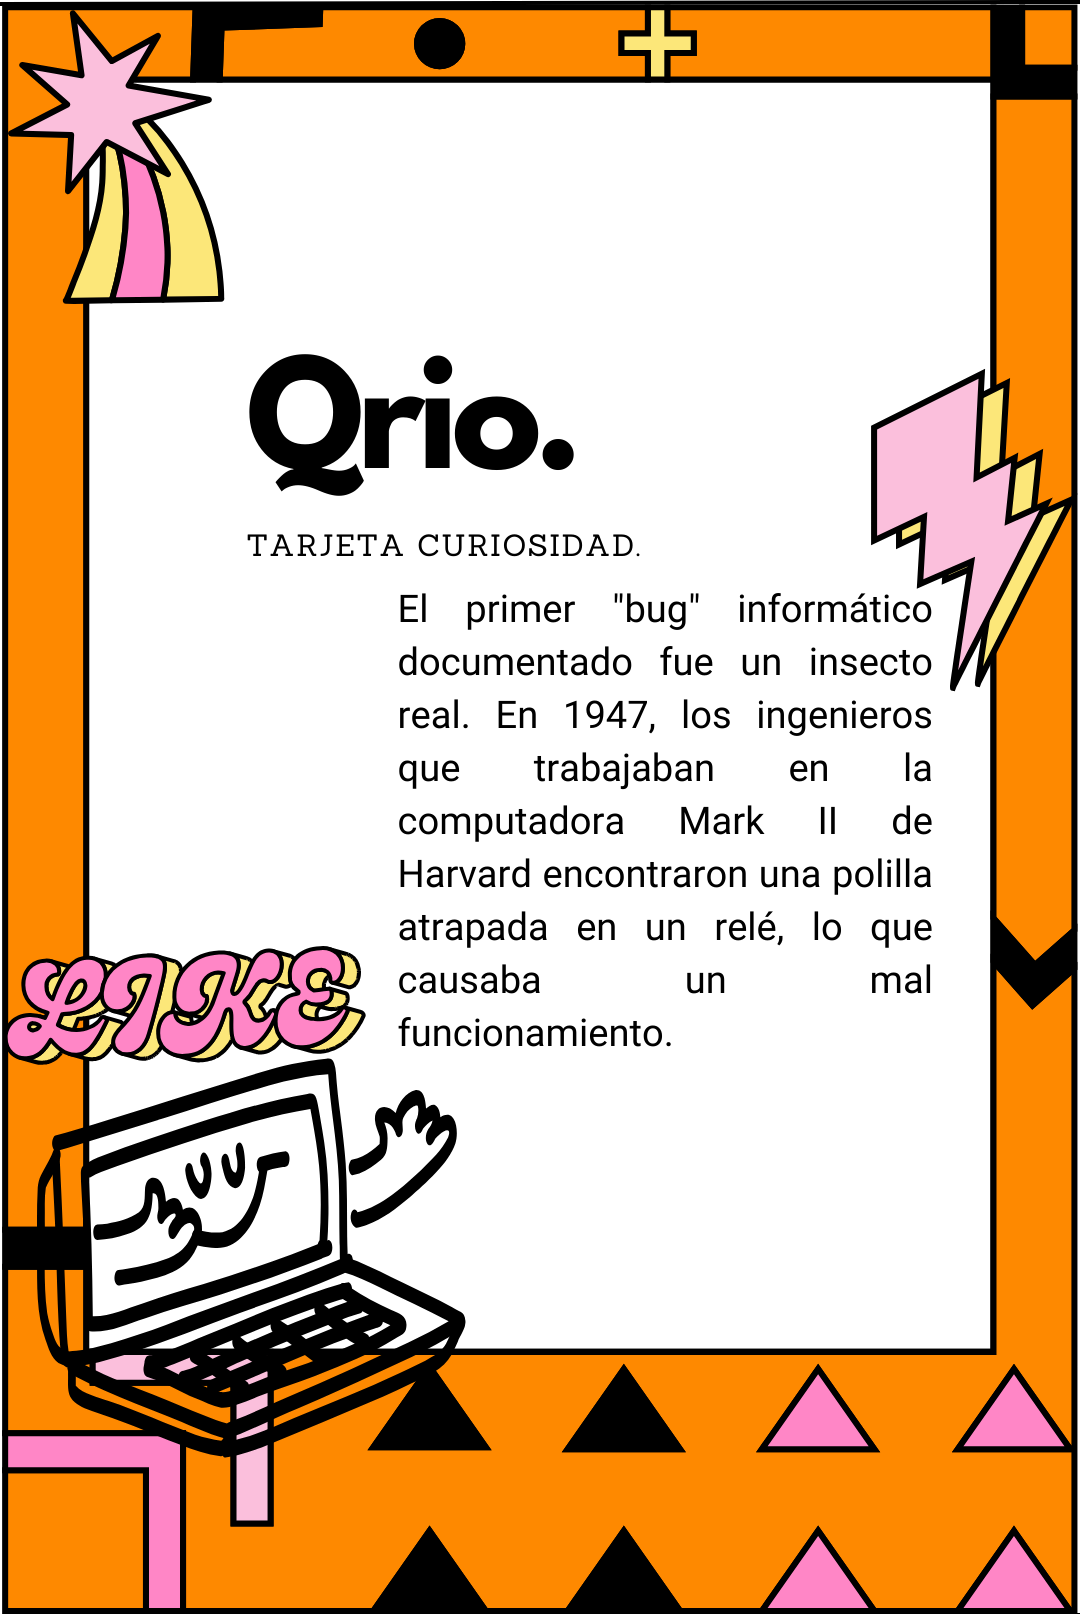 Qrio.
TARJETA CURIOSIDAD.
El primer "bug" informático
documentado fue un insecto
real. En 1947, los ingenieros
que trabajaban en la
computadora Mark II de
Harvard encontraron una polilla
atrapada en un relé, lo que
causaba un mal
funcionamiento.
LIKE